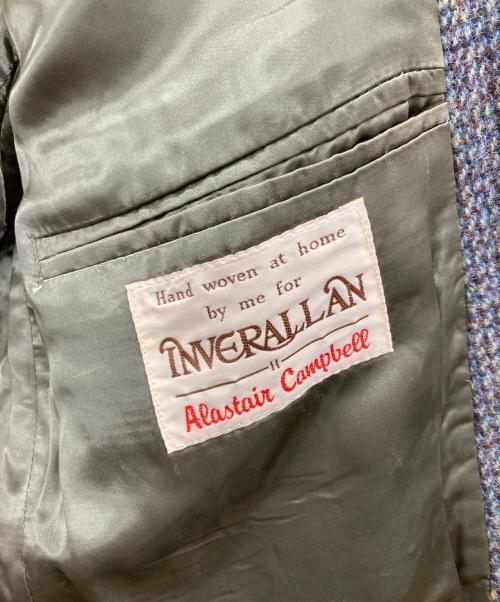 Hand woven at home
by me for
INVERALLAN
Alastair Campbell